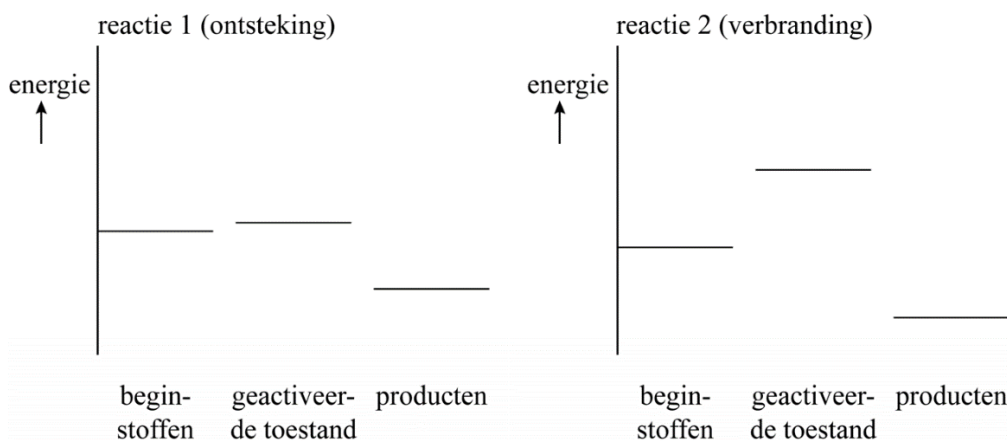 reactie 1 (ontsteking)
energie
begin-
stoffen
geactiveer-
de toestand
producten
reactie 2 (verbranding)
energie
begin-
stoffen
geactiveer-
de toestand
producten